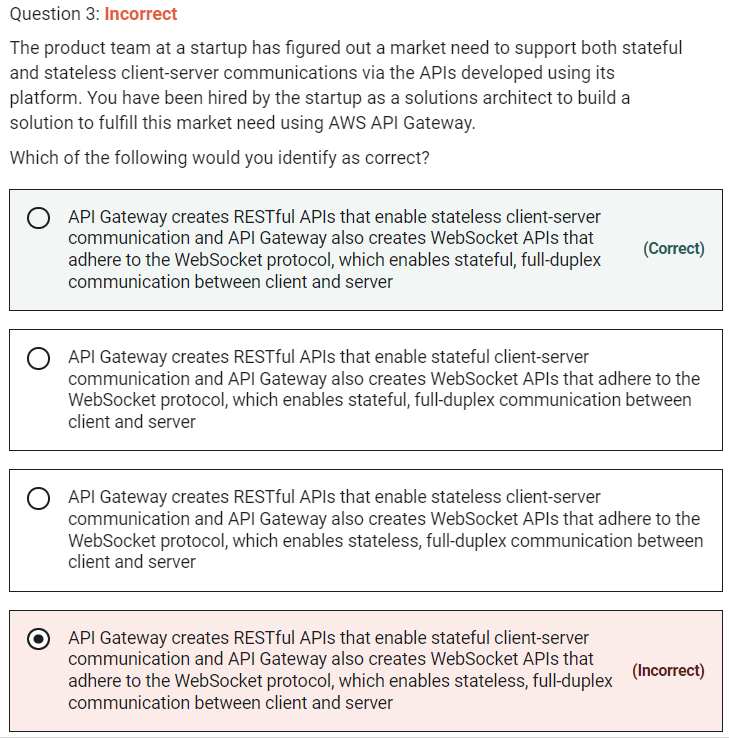 Question 3: Incorrect
The product team at a startup has figured out a market need to support both stateful
and stateless client-server communications via the APIs developed using its
platform. You have been hired by the startup as a solutions architect to build a
solution to fulfill this market need using AWS API Gateway.
Which of the following would you identify as correct?
API Gateway creates RESTful APIs that enable stateless client-server
communication and API Gateway also creates WebSocket APIs that
adhere to the WebSocket protocol, which enables stateful, full-duplex
communication between client and server
(Correct)
API Gateway creates RESTful APIs that enable stateful client-server
communication and API Gateway also creates WebSocket APIs that adhere to the
WebSocket protocol, which enables stateful, full-duplex communication between
client and server
API Gateway creates RESTful APIs that enable stateless client-server
communication and API Gateway also creates WebSocket APIs that adhere to the
WebSocket protocol, which enables stateless, full-duplex communication between
client and server
API Gateway creates RESTful APIs that enable stateful client-server
communication and API Gateway also creates WebSocket APIs that
adhere to the WebSocket protocol, which enables stateless, full-duplex
communication between client and server
(Incorrect)